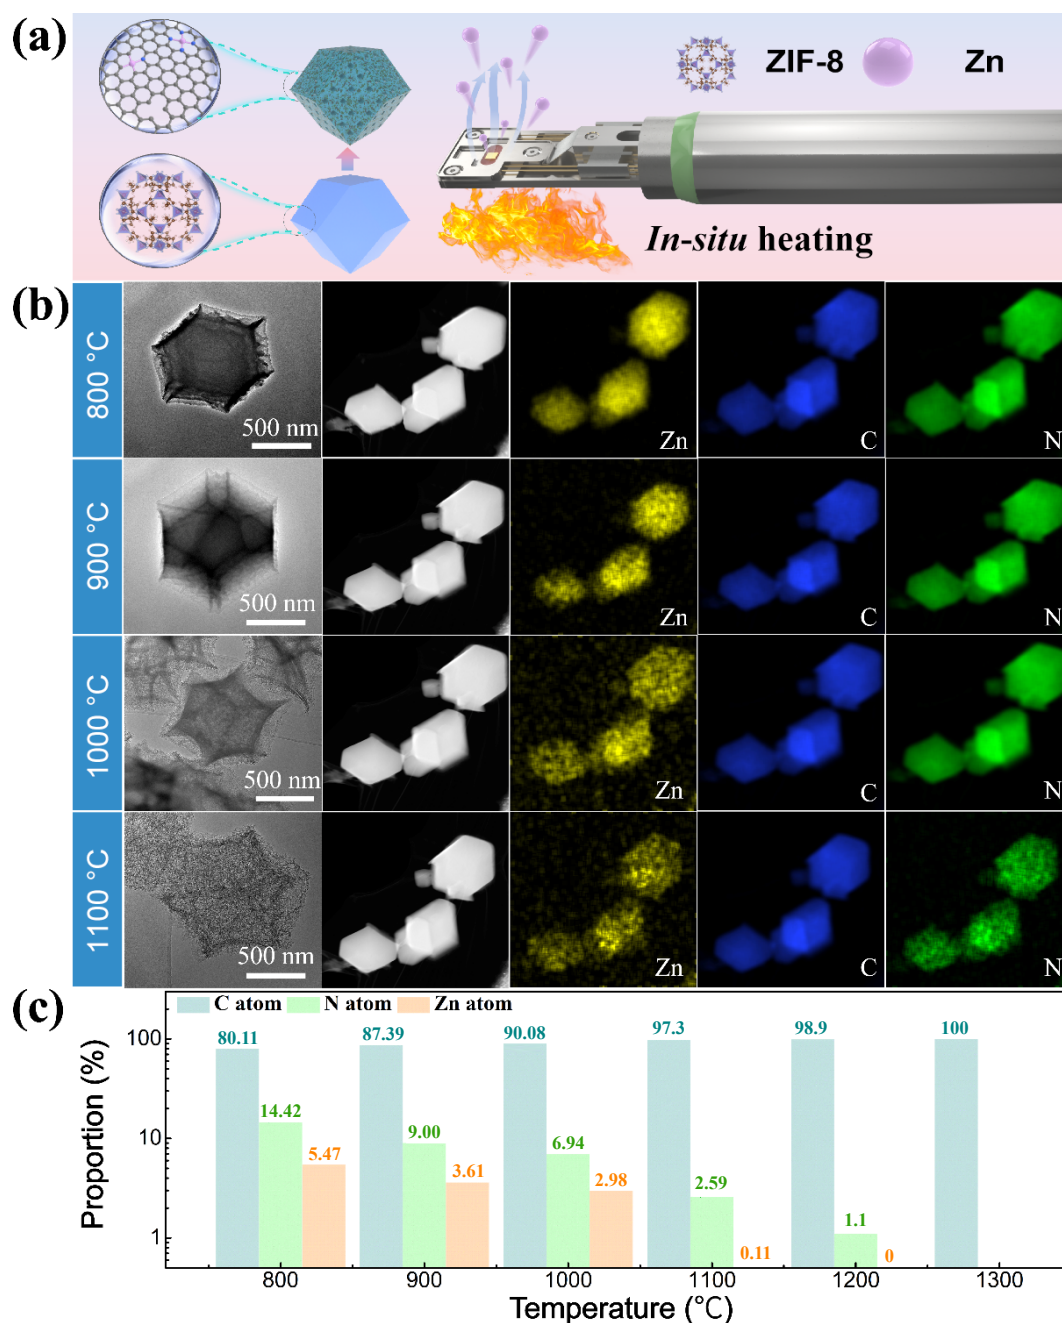 (a)
ZIF-8 Zn
In-situ heating
(b)
800 °C
500 nm
Zn
C
N
900 °C
500 nm
Zn
C
N
1000 °C
500 nm
Zn
C
N
1100 °C
500 nm
Zn
C
N
(c)
C atom N atom Zn atom
Proportion (%)
100
10
1
80.11
14.42
5.47
87.39
9.00
3.61
90.08
6.94
2.98
97.3
2.59
0.11
98.9
1.1
0
100
800 900 1000 1100 1200 1300
Temperature (°C)